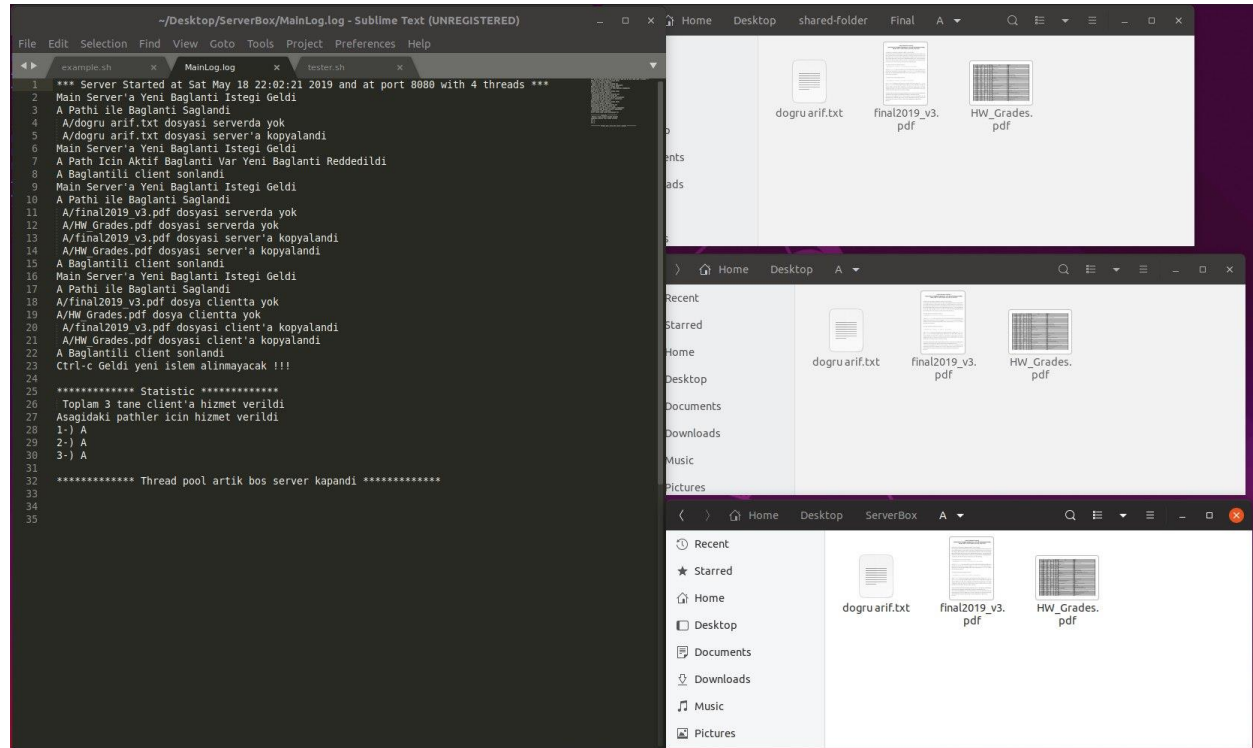 ~/Desktop/ServerBox/MainLog.log - Sublime Text (UNREGISTERED)
File Edit Selection Find View Goto Tools Project Preferences Help
example.sh MainLog.log tester.sh
1 *** Server Started at Sat May 18 22:02:21 2019 and at port 8080 with 4 threads ***
2 Main Server'a Yeni Baglanti Istegi Geldi
3 A Pathi ile Baglanti Saglandi
4 A/dogru arif.txt dosyasi serverda yok
5 A/dogru arif.txt dosyasi server'a kopyalandi
6 Main Server'a Yeni Baglanti Istegi Geldi
7 A Path Icin Aktif Baglanti Var Yeni Baglanti Reddedildi
8 A Baglantili client sonlandi
9 Main Server'a Yeni Baglanti Istegi Geldi
10 A Pathi ile Baglanti Saglandi
11 A/final2019_v3.pdf dosyasi serverda yok
12 A/HW_Grades.pdf dosyasi serverda yok
13 A/final2019_v3.pdf dosyasi server'a kopyalandi
14 A/HW_Grades.pdf dosyasi server'a kopyalandi
15 A Baglantili client sonlandi
16 Main Server'a Yeni Baglanti Istegi Geldi
17 A Pathi ile Baglanti Saglandi
18 A/final2019_v3.pdf dosya clientta yok
19 A/HW_Grades.pdf dosya clientta yok
20 A/final2019_v3.pdf dosyasi client'a kopyalandi
21 A/HW_Grades.pdf dosyasi client'a kopyalandi
22 A Baglantili client sonlandi
23 Ctrl-c Geldi yeni islem alinmayacak !!!
24
25 ************* Statistic *************
26 Toplam 3 tane client'a hizmet verildi
27 Asagidaki pathler icin hizmet verildi
28 1-) A
29 2-) A
30 3-) A
31
32 ************* Thread pool artik bos server kapandi *************
33
34
35
Home Desktop shared-folder Final A
dogru arif.txt final2019_v3. HW_Grades.
pdf pdf
ents
ads
Home Desktop A
Recent
Starred
Home
Desktop
Documents
Downloads
Music
Pictures
dogru arif.txt final2019_v3. HW_Grades.
pdf pdf
Home Desktop ServerBox A
Recent
Starred
Home
Desktop
Documents
Downloads
Music
Pictures
dogru arif.txt final2019_v3. HW_Grades.
pdf pdf